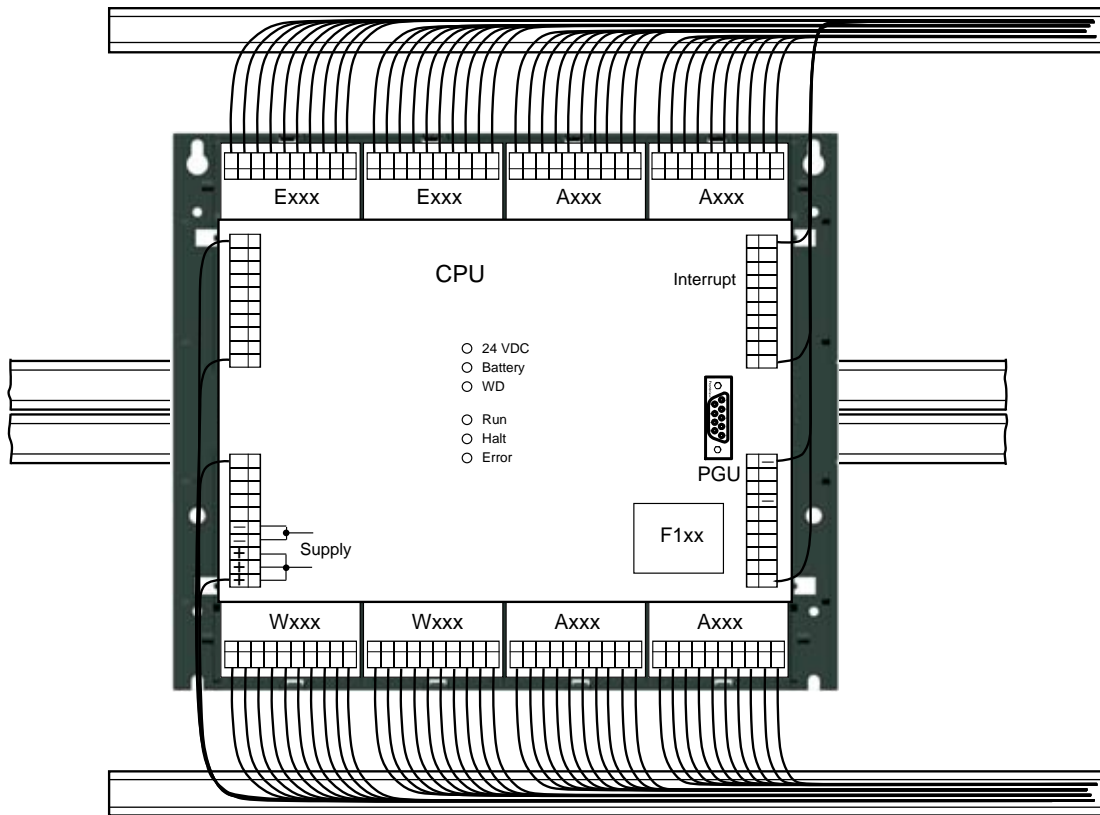 Exxx Exxx Axxx Axxx
CPU
Interrupt
24 VDC
Battery
WD
Run
Halt
Error
PGU
F1xx
−
−
+
+
+
Supply
Wxxx Wxxx Axxx Axxx